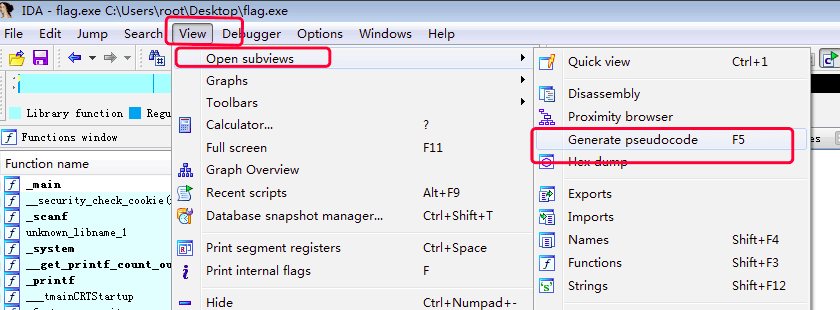 IDA - flag.exe C:\Users\root\Desktop\flag.exe
File Edit Jump Search View Debugger Options Windows Help
Open subviews
Graphs
Toolbars
Calculator... ?
Full screen F11
Graph Overview
Recent scripts Alt+F9
Database snapshot manager... Ctrl+Shift+T
Print segment registers Ctrl+Space
Print internal flags F
Hide Ctrl+Numpad+-
Quick view Ctrl+1
Disassembly
Proximity browser
Generate pseudocode F5
Hex dump
Exports
Imports
Names Shift+F4
Functions Shift+F3
Strings Shift+F12
Library function Regu
Functions window
Function name
_main
__security_check_cookie(
_scanf
unknown_libname_1
_system
__get_printf_count_ou
_printf
___tmainCRTStartup